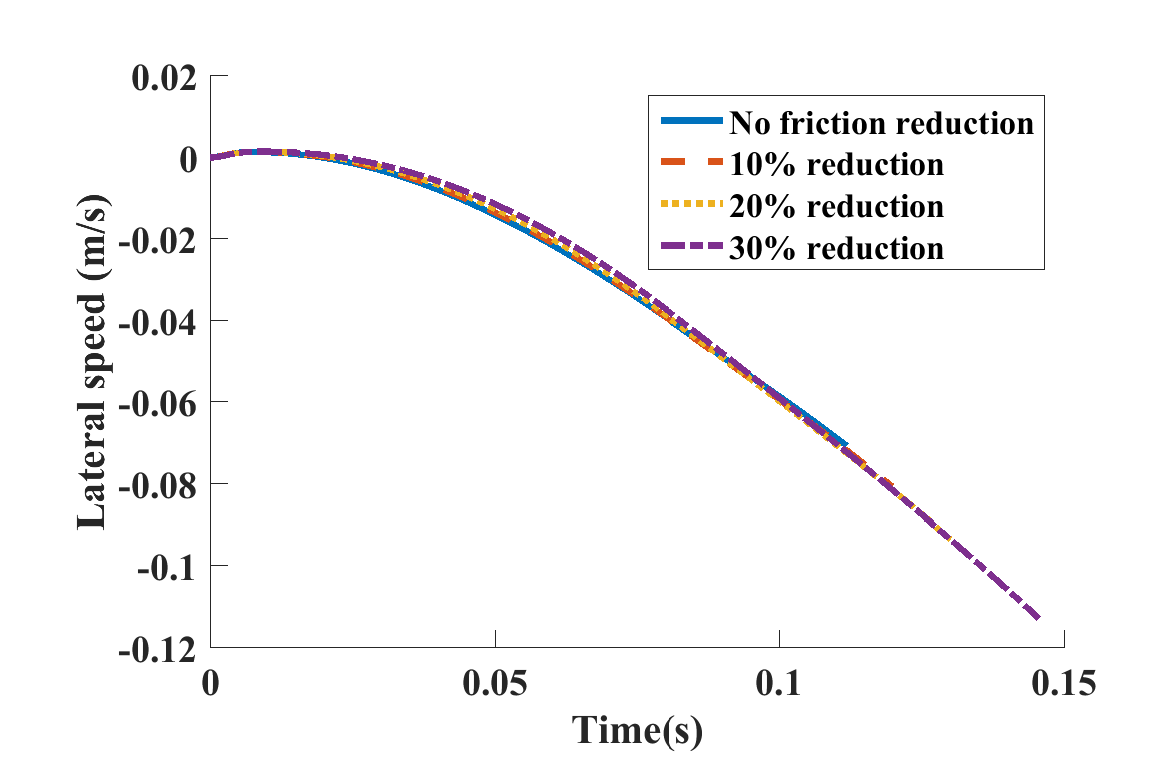 0.02
0
-0.02
-0.04
-0.06
-0.08
-0.1
-0.12
Lateral speed (m/s)
No friction reduction
10% reduction
20% reduction
30% reduction
0 0.05 0.1 0.15
Time(s)